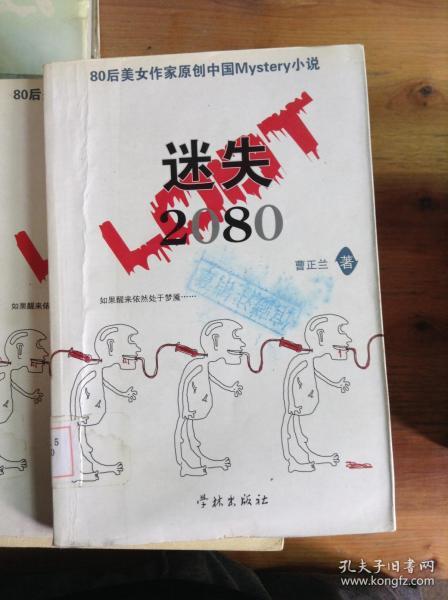 80后美女作家原创中国Mystery小说
80后
LOST
迷失
2080
曹正兰 著
如果醒来依然处于梦魇……
如果醒来依
5
0
学林出版社
孔夫子旧书网
www.kongfz.com